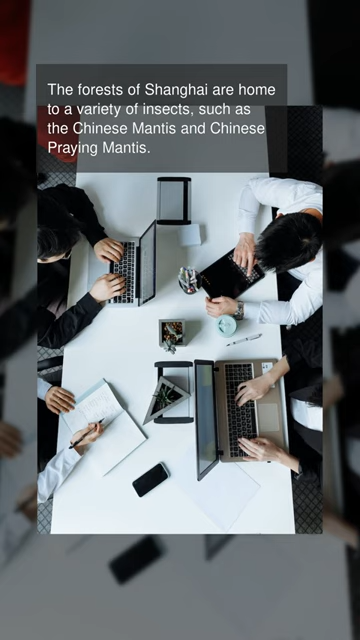 The forests of Shanghai are home
to a variety of insects, such as
the Chinese Mantis and Chinese
Praying Mantis.